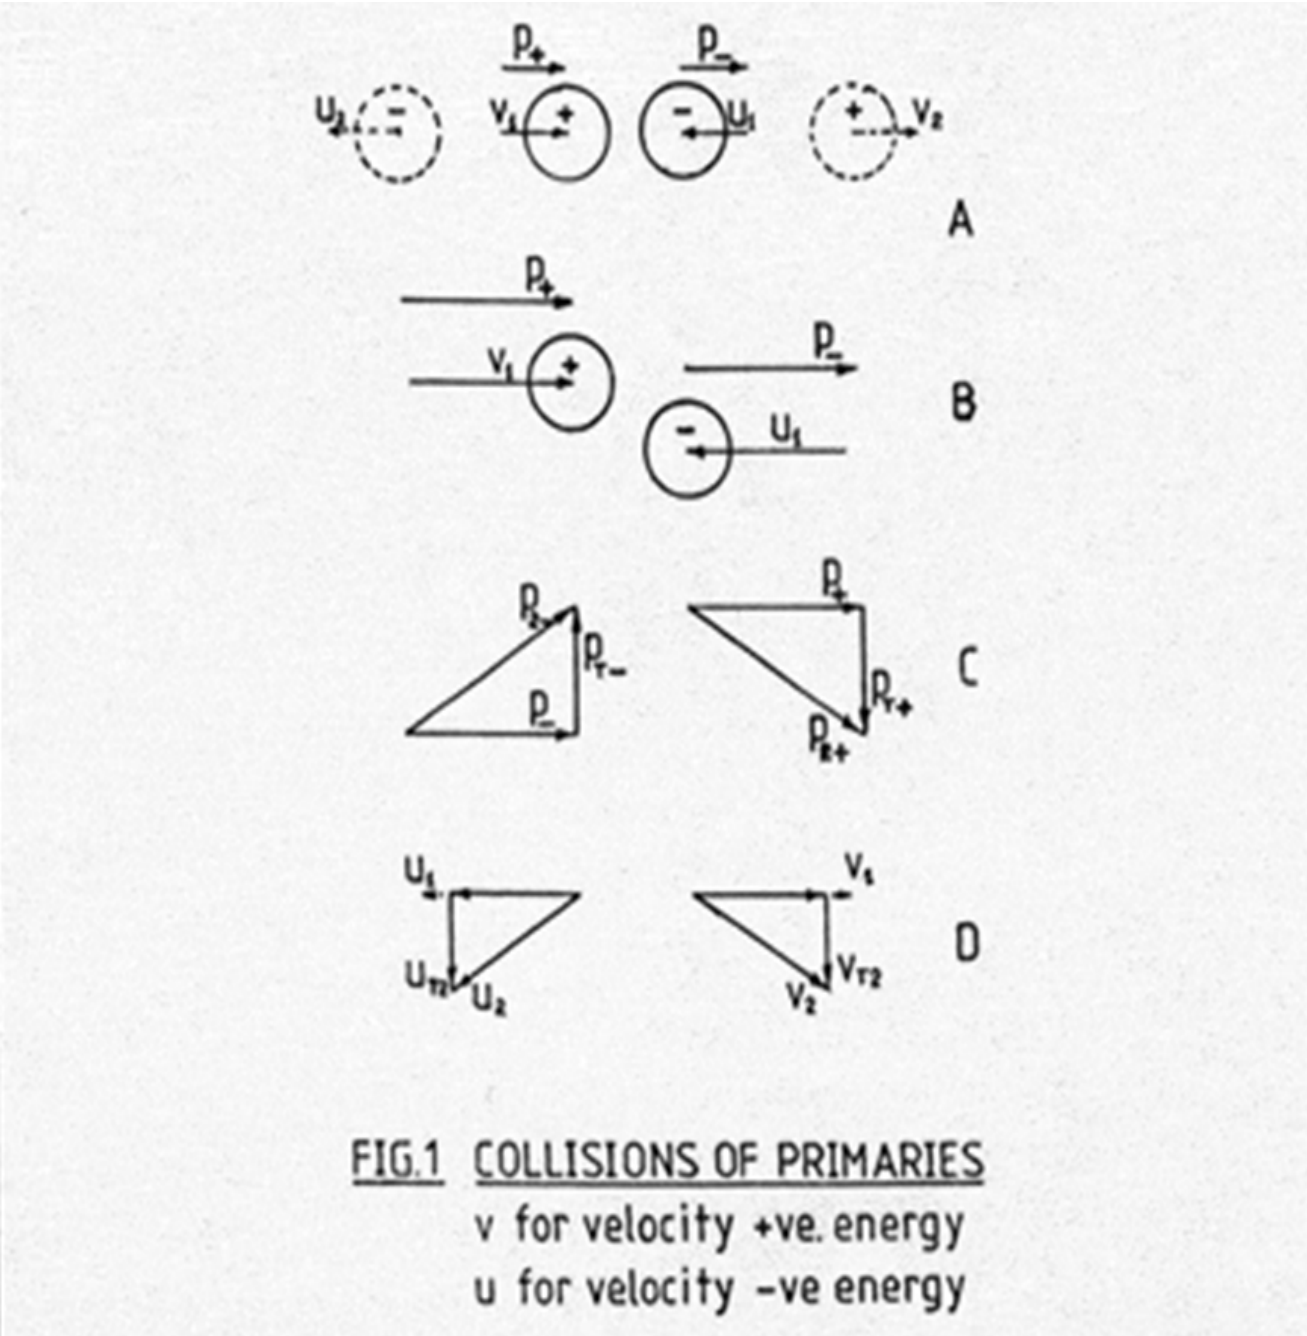 P+ P-
U2 - V1 + - U1 + V2
A
P+
P-
V1 +
B
- U1
P2- P+
PT-
C
P- PT+
P2+
U1 V1
D
UT2 U2 V2 VT2
FIG.1 COLLISIONS OF PRIMARIES
v for velocity +ve. energy
u for velocity -ve energy